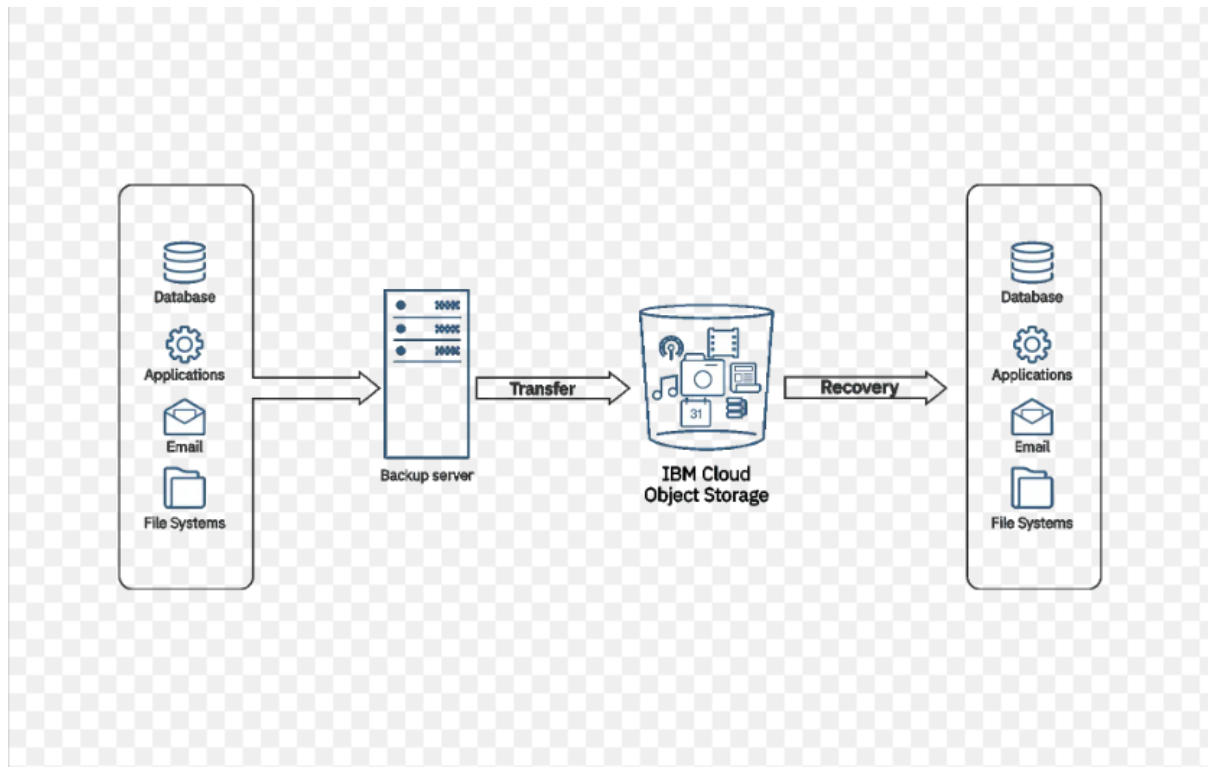 Database
Applications
Email
File Systems
Backup server
Transfer
31
IBM Cloud
Object Storage
Recovery
Database
Applications
Email
File Systems